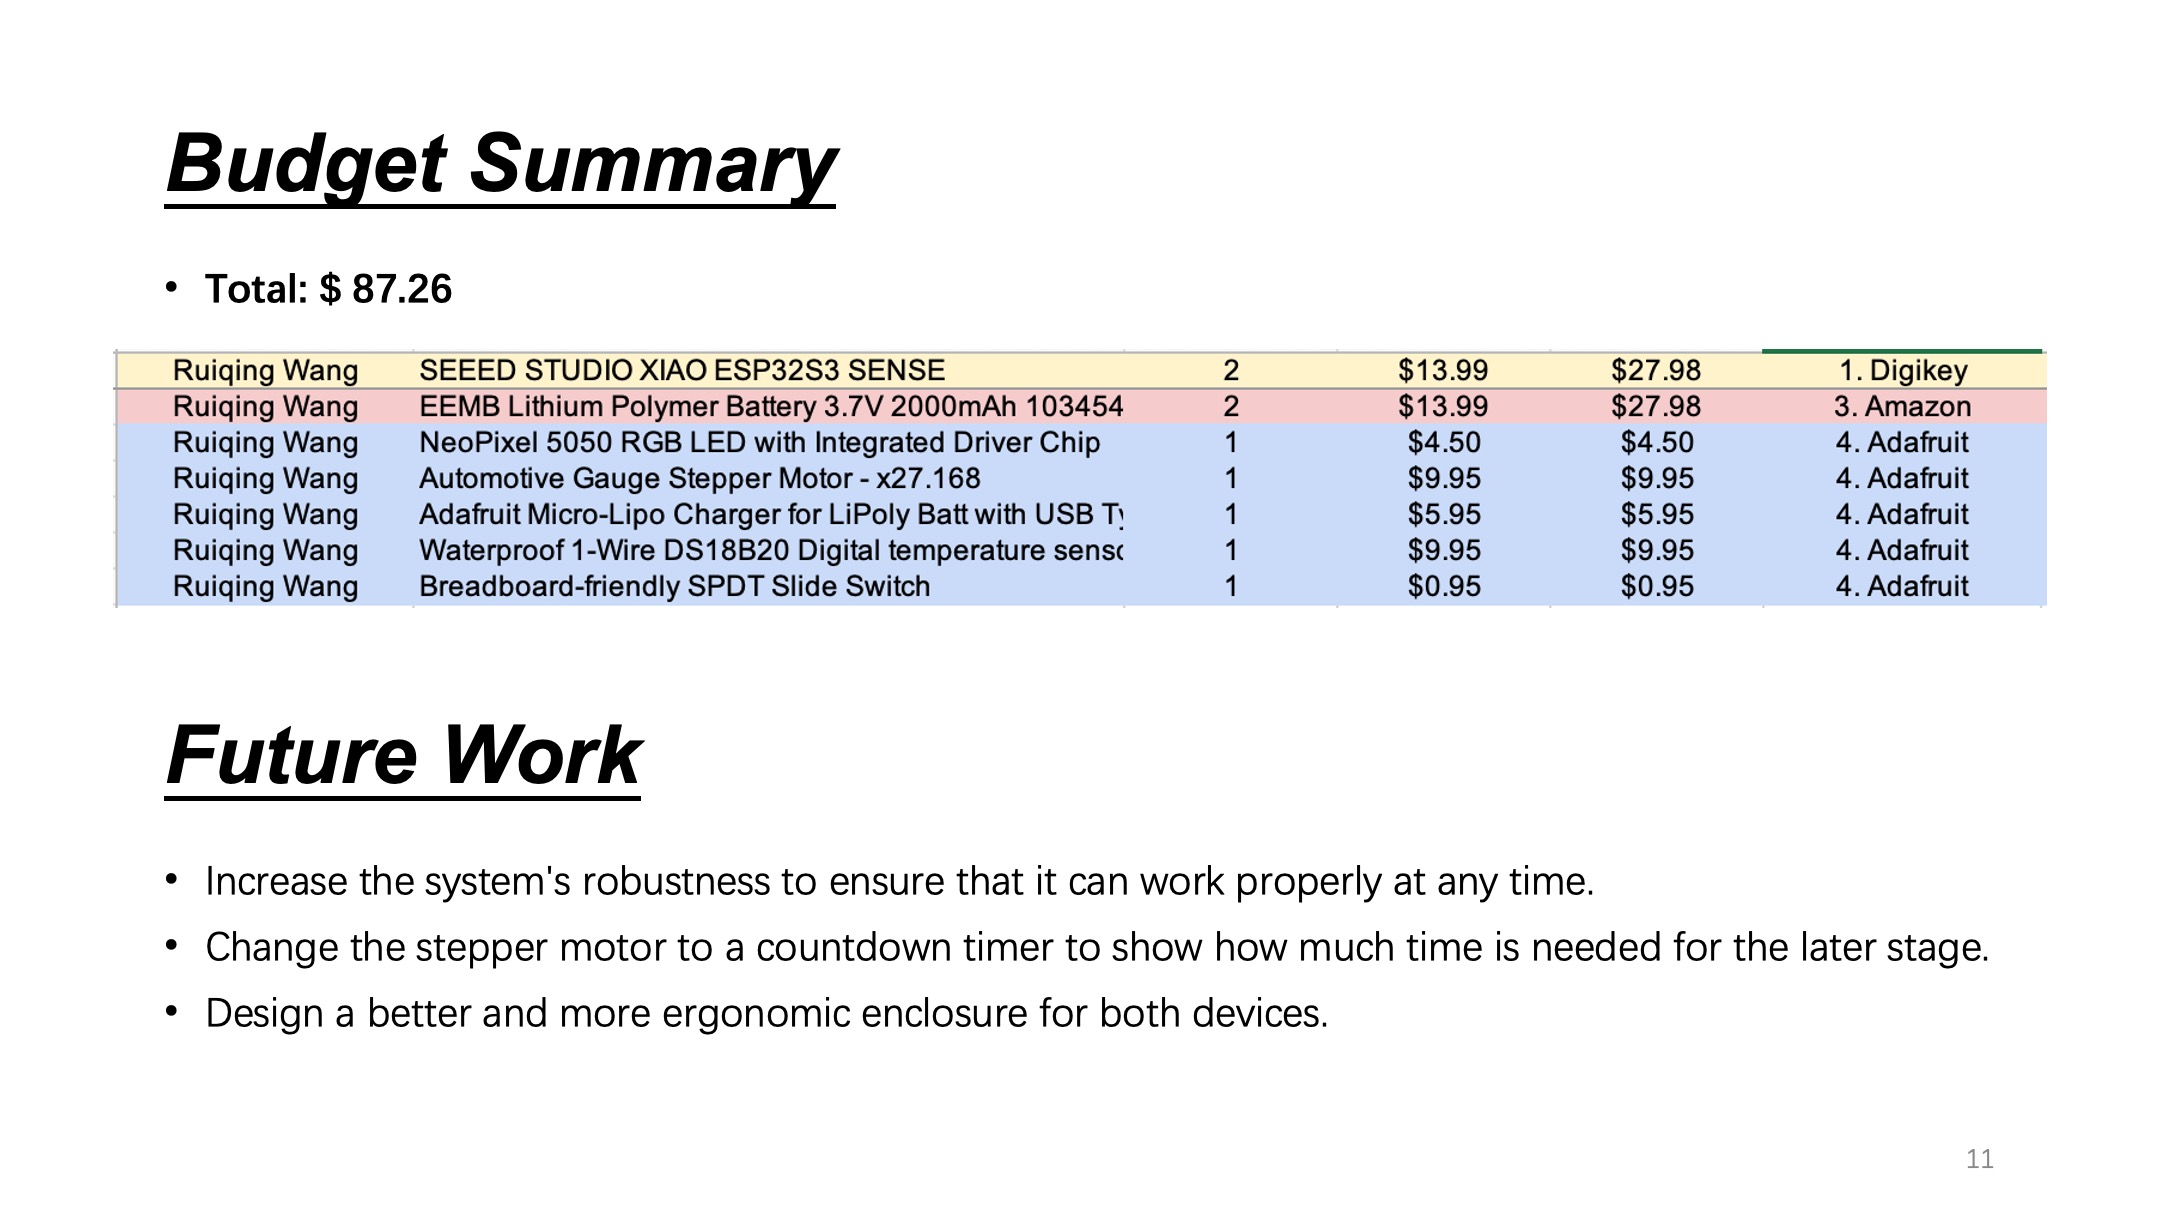 Budget Summary
• Total: $ 87.26
Ruiqing Wang SEEED STUDIO XIAO ESP32S3 SENSE 2 $13.99 $27.98 1. Digikey
Ruiqing Wang EEMB Lithium Polymer Battery 3.7V 2000mAh 103454 2 $13.99 $27.98 3. Amazon
Ruiqing Wang NeoPixel 5050 RGB LED with Integrated Driver Chip 1 $4.50 $4.50 4. Adafruit
Ruiqing Wang Automotive Gauge Stepper Motor - x27.168 1 $9.95 $9.95 4. Adafruit
Ruiqing Wang Adafruit Micro-Lipo Charger for LiPoly Batt with USB Ty 1 $5.95 $5.95 4. Adafruit
Ruiqing Wang Waterproof 1-Wire DS18B20 Digital temperature senso 1 $9.95 $9.95 4. Adafruit
Ruiqing Wang Breadboard-friendly SPDT Slide Switch 1 $0.95 $0.95 4. Adafruit
Future Work
• Increase the system's robustness to ensure that it can work properly at any time.
• Change the stepper motor to a countdown timer to show how much time is needed for the later stage.
• Design a better and more ergonomic enclosure for both devices.
11